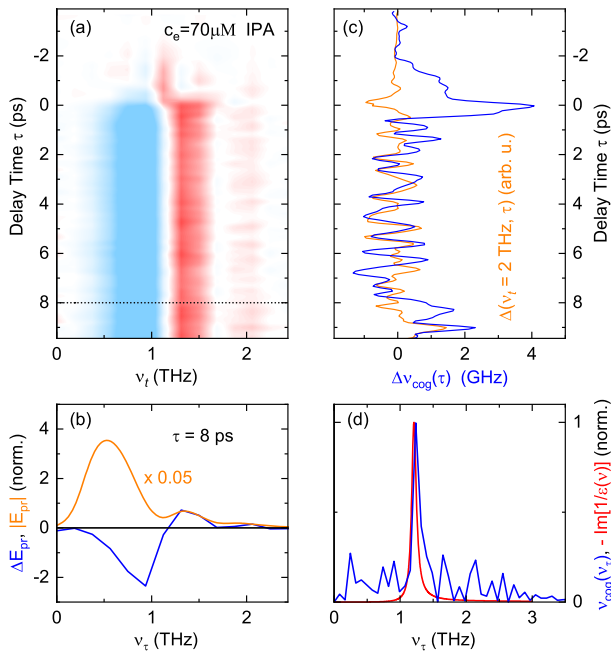 (a) c_e=70μM IPA
-2
0
2
4
6
8
Delay Time τ (ps)
0 1 2
ν_t (THz)
(c)
Δ(ν_t = 2 THz, τ) (arb. u.)
-2
0
2
4
6
8
Delay Time τ (ps)
0 2 4
Δν_cog(τ) (GHz)
(b)
τ = 8 ps
x 0.05
4
2
0
-2
ΔE_pr, |E_pr| (norm.)
0 1 2
ν_τ (THz)
(d)
1
0
ν_cog(ν_τ), - Im[1/ε(ν)] (norm.)
0 1 2 3
ν_τ (THz)